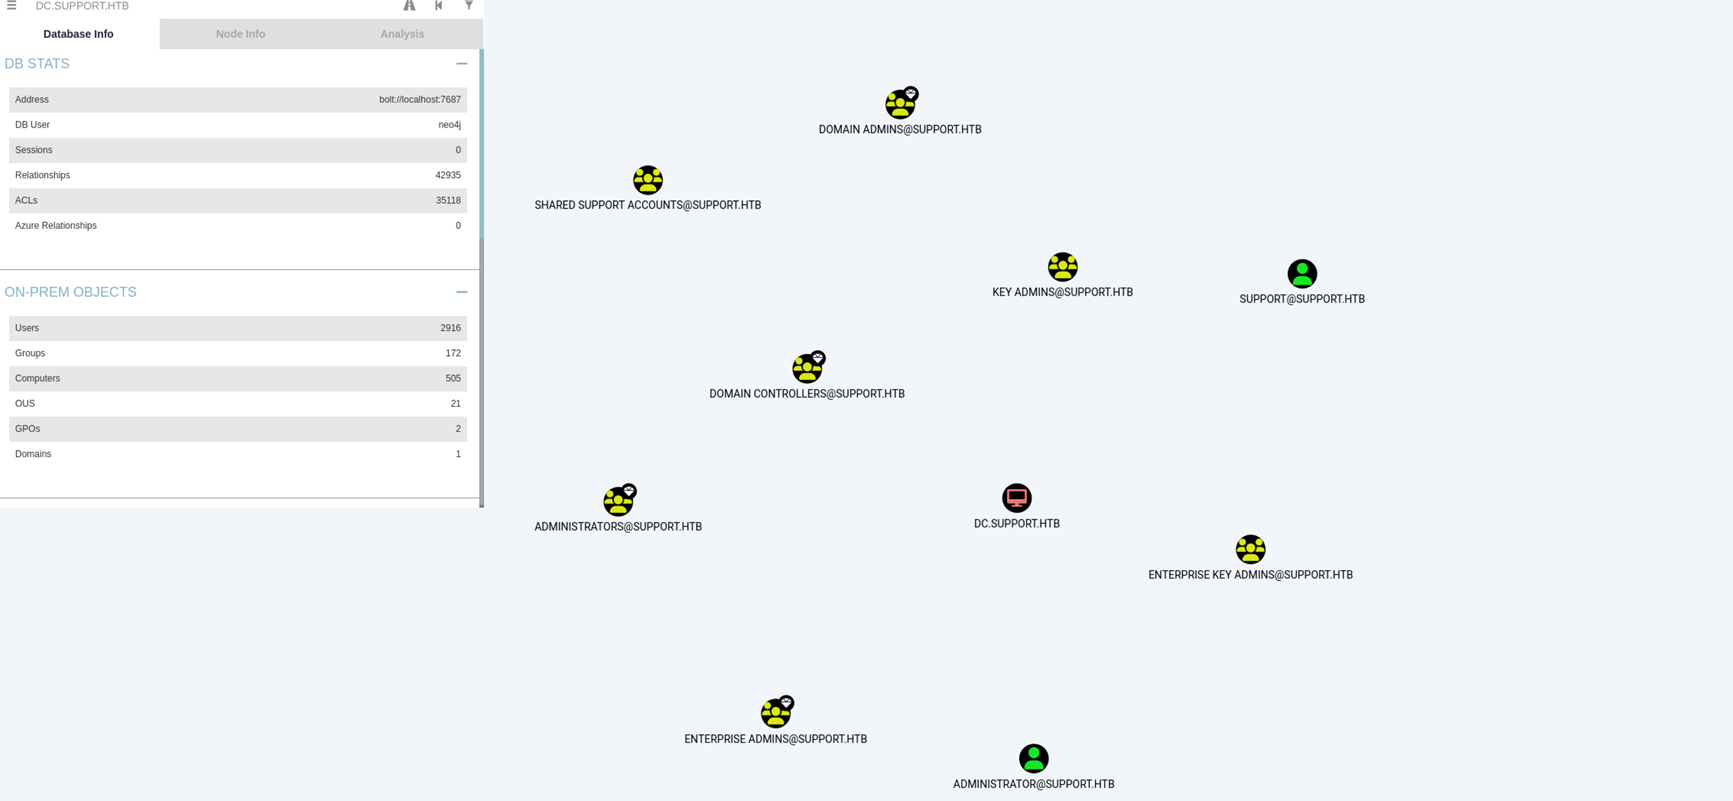 DC.SUPPORT.HTB
Database Info Node Info Analysis
DB STATS
Address bolt://localhost:7687
DB User neo4j
Sessions 0
Relationships 42935
ACLs 35118
Azure Relationships 0
ON-PREM OBJECTS
Users 2916
Groups 172
Computers 505
OUS 21
GPOs 2
Domains 1
DOMAIN ADMINS@SUPPORT.HTB
SHARED SUPPORT ACCOUNTS@SUPPORT.HTB
KEY ADMINS@SUPPORT.HTB
SUPPORT@SUPPORT.HTB
DOMAIN CONTROLLERS@SUPPORT.HTB
ADMINISTRATORS@SUPPORT.HTB
DC.SUPPORT.HTB
ENTERPRISE KEY ADMINS@SUPPORT.HTB
ENTERPRISE ADMINS@SUPPORT.HTB
ADMINISTRATOR@SUPPORT.HTB